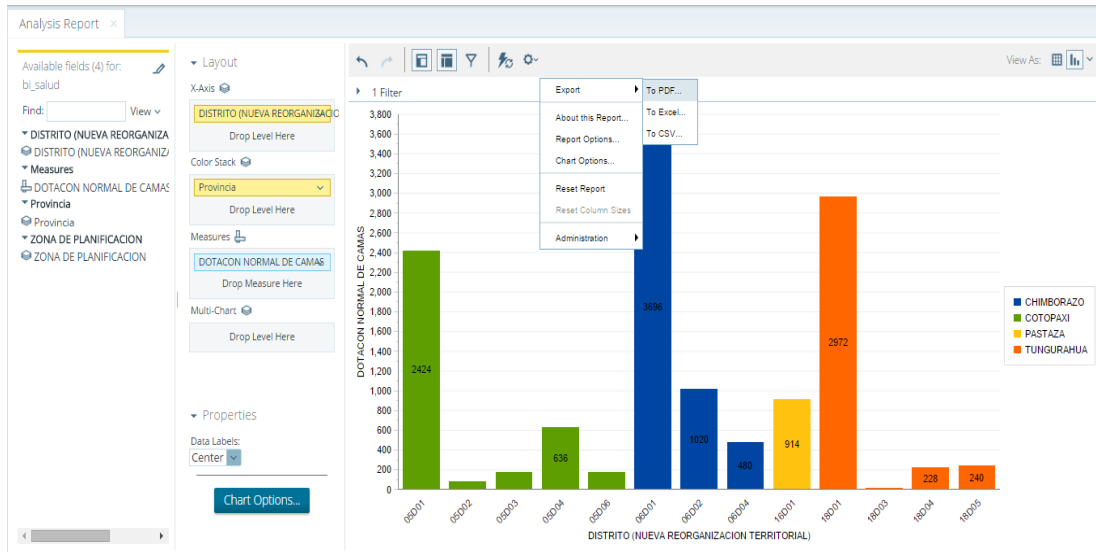 Analysis Report ×
Available fields (4) for:
bi_salud
Find:
View
DISTRITO (NUEVA REORGANIZA
DISTRITO (NUEVA REORGANIZ
Measures
DOTACON NORMAL DE CAMAS
Provincia
Provincia
ZONA DE PLANIFICACION
ZONA DE PLANIFICACION
Layout
X-Axis
DISTRITO (NUEVA REORGANIZACIO
Drop Level Here
Color Stack
Provincia
Drop Level Here
Measures
DOTACON NORMAL DE CAMAS
Drop Measure Here
Multi-Chart
Drop Level Here
Properties
Data Labels:
Center
Chart Options...
View As:
1 Filter
Export
To PDF...
To Excel...
To CSV...
About this Report...
Report Options...
Chart Options...
Reset Report
Reset Column Sizes
Administration
DOTACON NORMAL DE CAMAS
3,800
3,600
3,400
3,200
3,000
2,800
2,600
2,400
2,200
2,000
1,800
1,600
1,400
1,200
1,000
800
600
400
200
0
2424
636
3696
1020
480
914
2972
228
240
05D01
05D02
05D03
05D04
05D06
06D01
06D02
06D04
16D01
18D01
18D03
18D04
18D05
DISTRITO (NUEVA REORGANIZACION TERRITORIAL)
CHIMBORAZO
COTOPAXI
PASTAZA
TUNGURAHUA